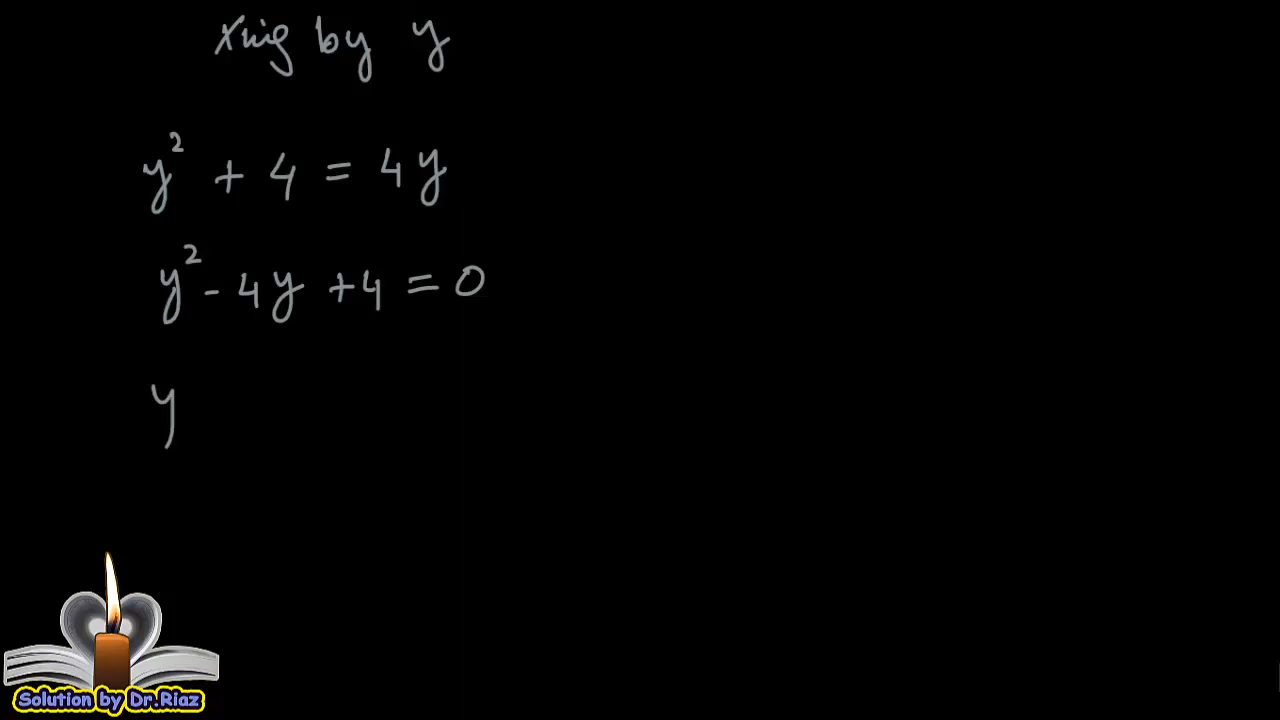 xing by y
y² + 4 = 4y
y² - 4y + 4 = 0
y
Solution by Dr.Riaz